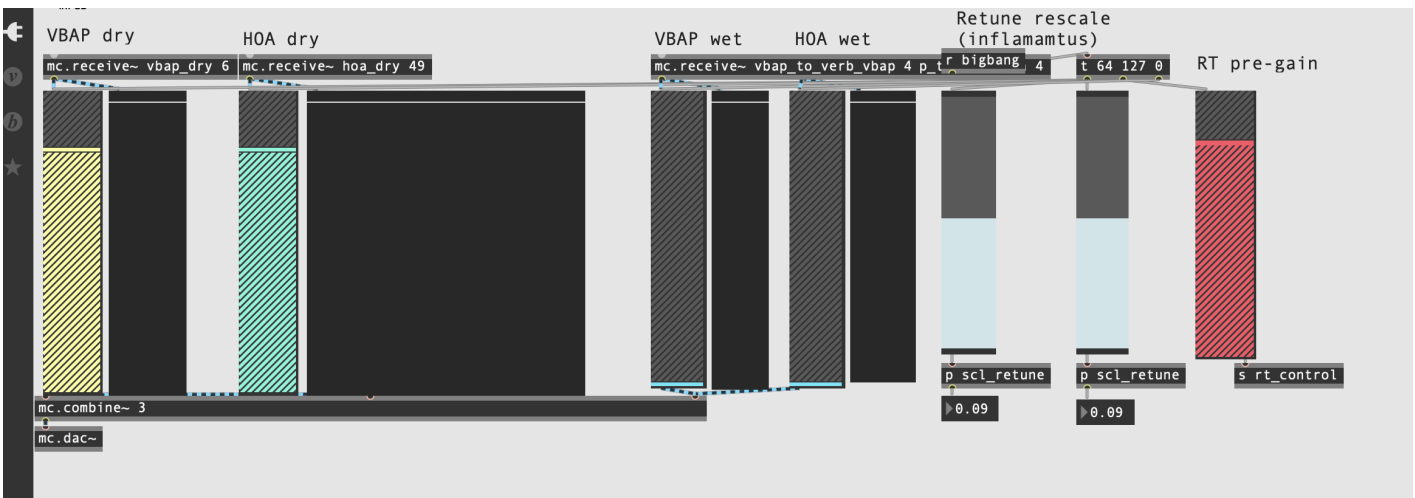 VBAP dry
HOA dry
VBAP wet
HOA wet
Retune rescale
(inflamamtus)
RT pre-gain
mc.receive~ vbap_dry 6
mc.receive~ hoa_dry 49
mc.receive~ vbap_to_verb_vbap 4
p_t
r bigbang
4
t 64 127 0
p scl_retune
p scl_retune
s rt_control
0.09
0.09
mc.combine~ 3
mc.dac~